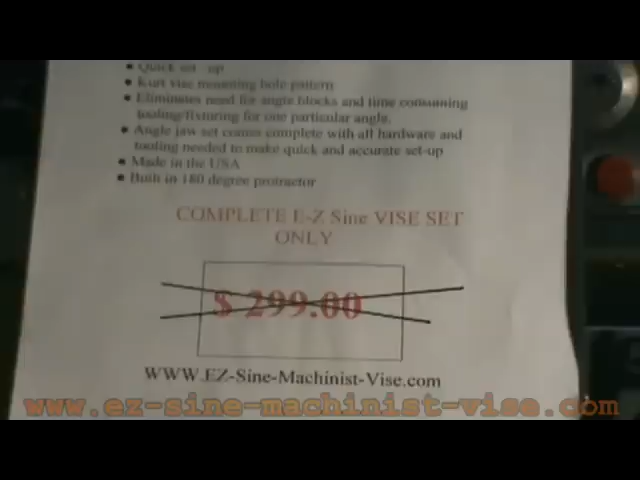 • Quick set-up
• Kurt vise mounting hole pattern
• Eliminates need for angle blocks and time consuming
tooling/fixturing for one particular angle.
• Angle jaw set comes complete with all hardware and
tooling needed to make quick and accurate set-up
• Made in the USA
• Built in 180 degree protractor
COMPLETE E-Z Sine VISE SET
ONLY
$ 299.00
WWW.EZ-Sine-Machinist-Vise.com
www.ez-sine-machinist-vise.com